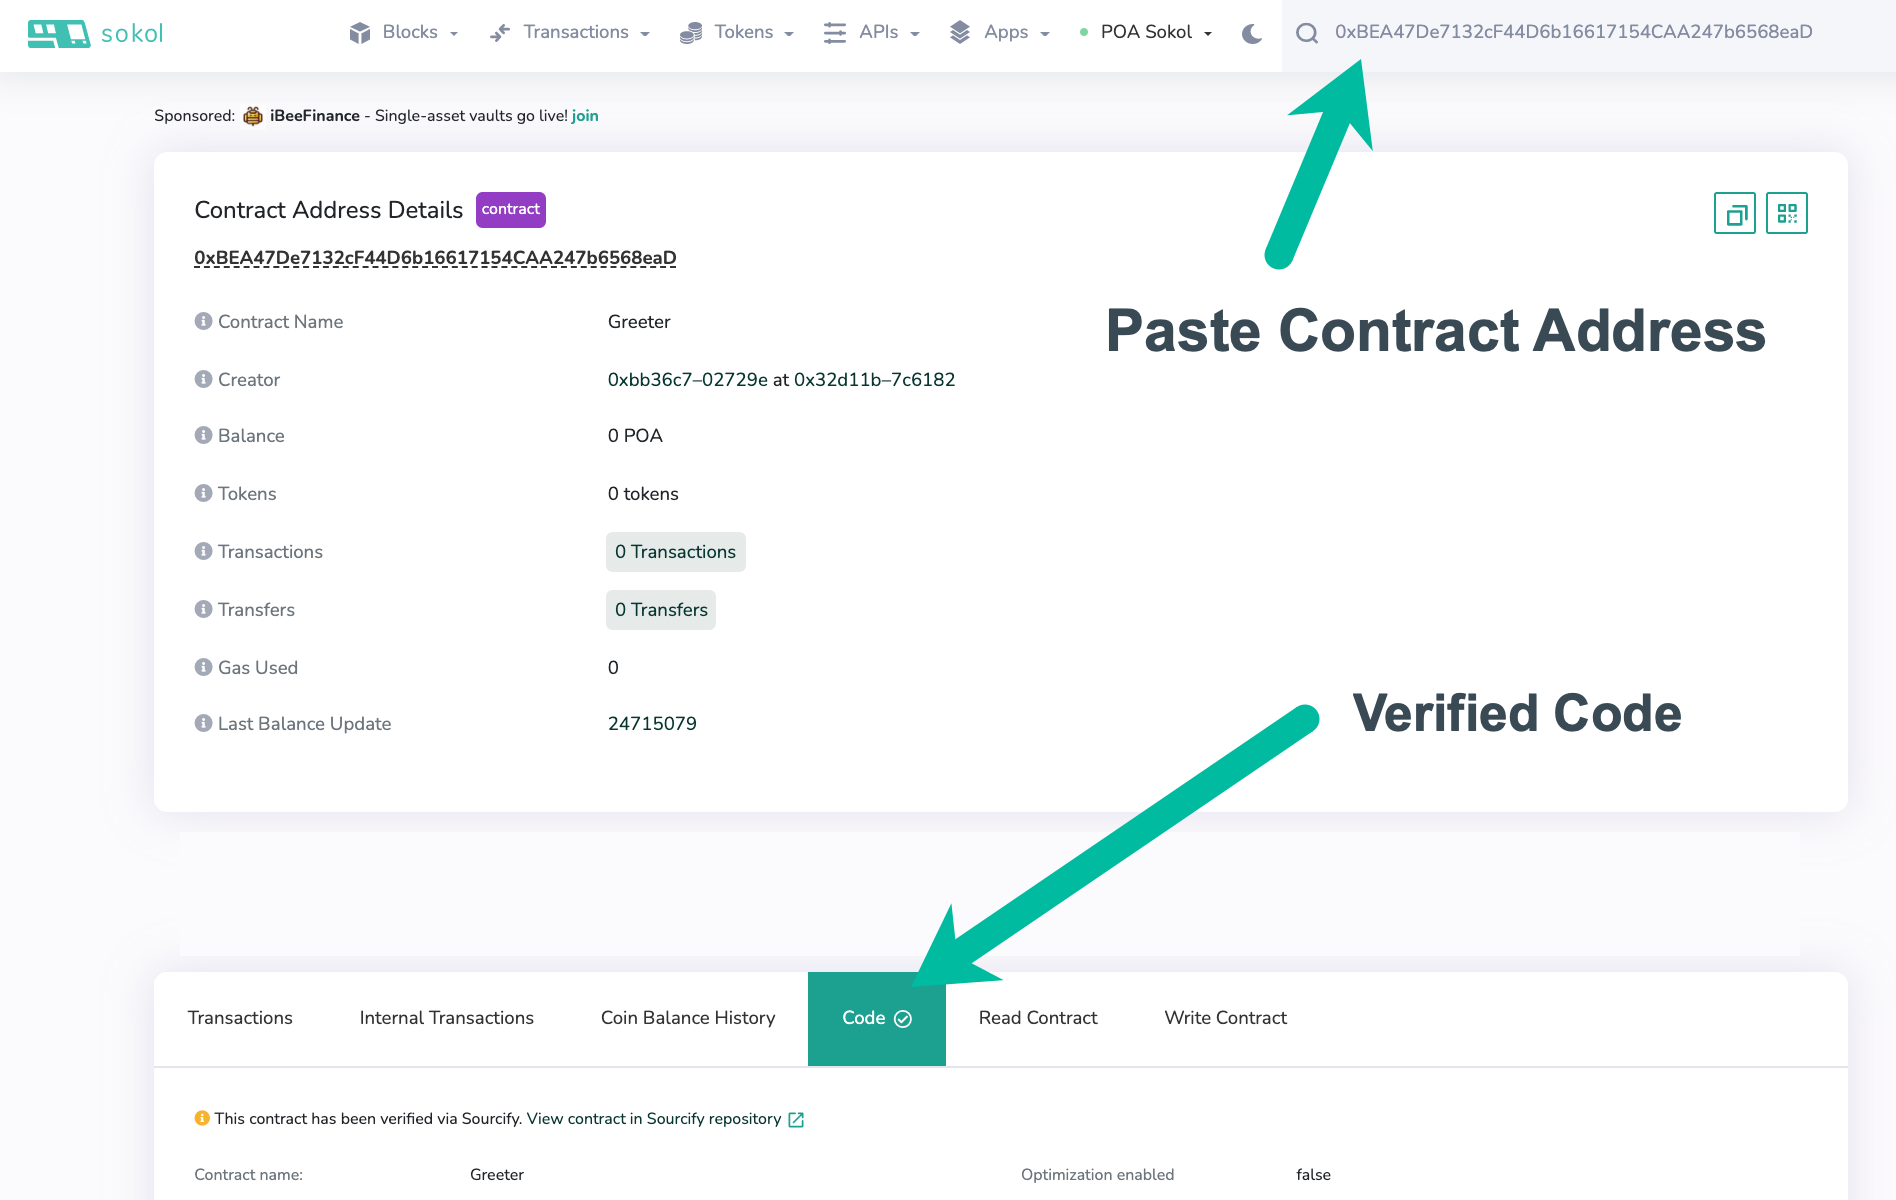 sokol
Blocks
Transactions
Tokens
APIs
Apps
POA Sokol
0xBEA47De7132cF44D6b16617154CAA247b6568eaD
Sponsored: iBeeFinance - Single-asset vaults go live! join
Contract Address Details contract
0xBEA47De7132cF44D6b16617154CAA247b6568eaD
Paste Contract Address
Contract Name Greeter
Creator 0xbb36c7–02729e at 0x32d11b–7c6182
Balance 0 POA
Tokens 0 tokens
Transactions 0 Transactions
Transfers 0 Transfers
Gas Used 0
Last Balance Update 24715079
Verified Code
Transactions
Internal Transactions
Coin Balance History
Code
Read Contract
Write Contract
This contract has been verified via Sourcify. View contract in Sourcify repository
Contract name: Greeter
Optimization enabled false